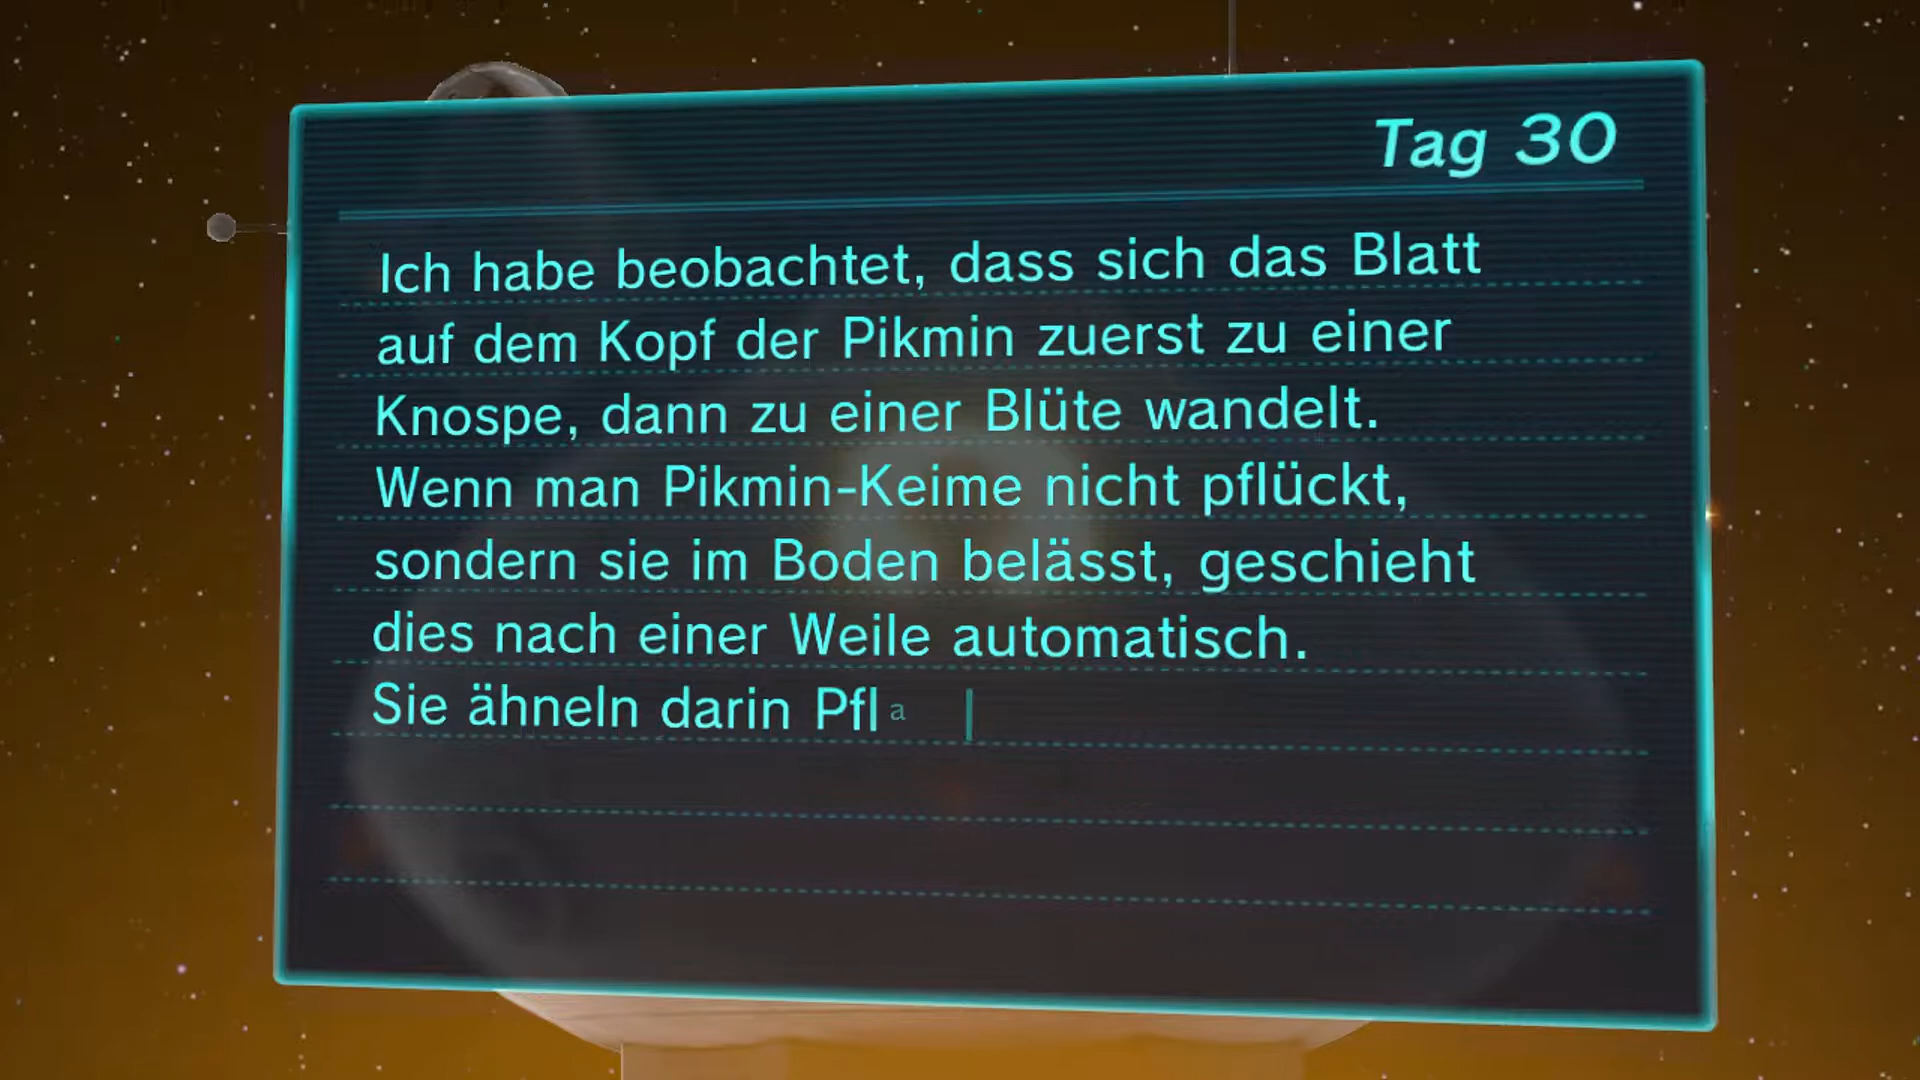 Tag 30
Ich habe beobachtet, dass sich das Blatt
auf dem Kopf der Pikmin zuerst zu einer
Knospe, dann zu einer Blüte wandelt.
Wenn man Pikmin-Keime nicht pflückt,
sondern sie im Boden belässt, geschieht
dies nach einer Weile automatisch.
Sie ähneln darin Pfla